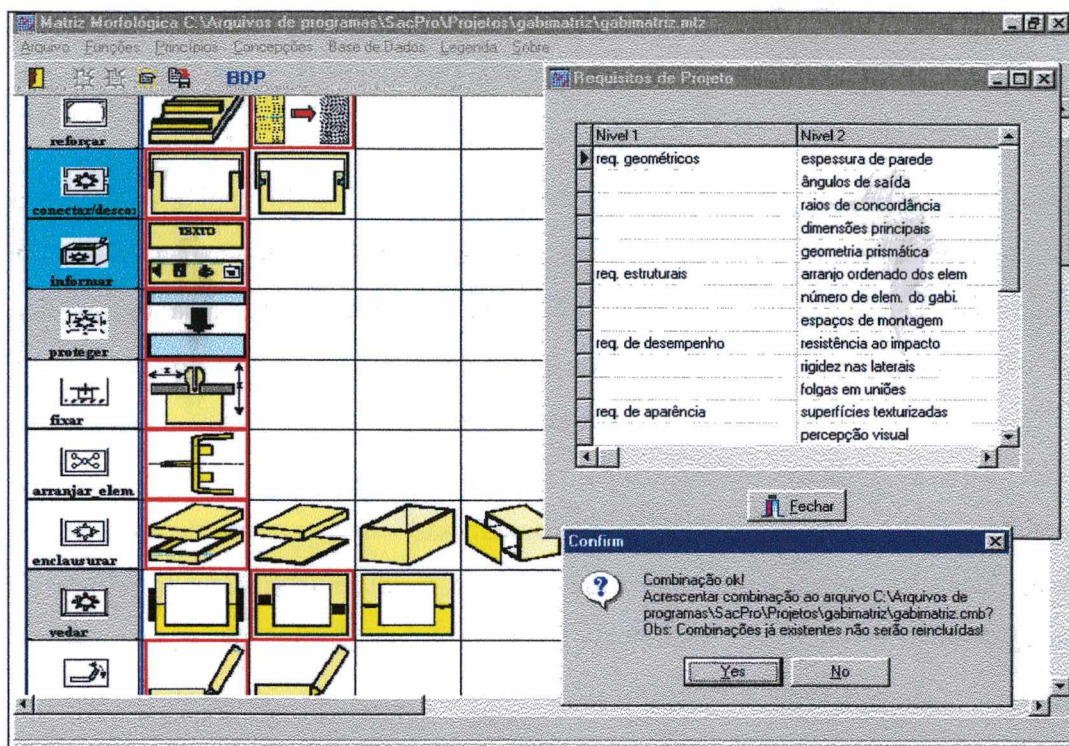 Matriz Morfológica C:\Arquivos de programas\SacPro\Projetos\gabimatriz\gabimatriz.mtz
Arquivo Funções Princípios Concepções Base de Dados Legenda Sobre
BDP
reforçar
conectar/desco
informar
TEXTO
proteger
fixar
x
arranjar_elem
enclausurar
vedar
Requisitos de Projeto
Nivel 1 Nivel 2
req. geométricos espessura de parede
ângulos de saída
raios de concordância
dimensões principais
geometria prismática
req. estruturais arranjo ordenado dos elem
número de elem. do gabi.
espaços de montagem
req. de desempenho resistência ao impacto
rigidez nas laterais
folgas em uniões
req. de aparência superfícies texturizadas
percepção visual
Fechar
Confirm
Combinação ok!
Acrescentar combinação ao arquivo C:\Arquivos de
programas\SacPro\Projetos\gabimatriz\gabimatriz.cmb?
Obs: Combinações já existentes não serão reincluídas!
Yes No